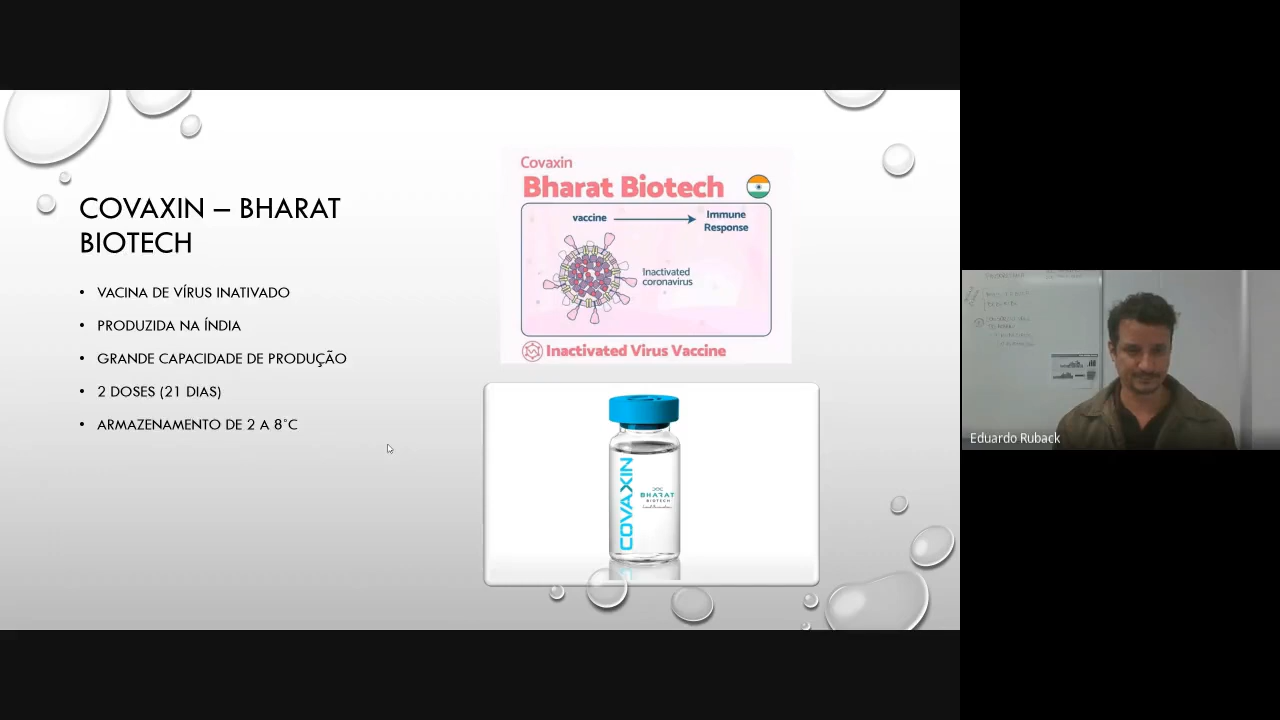 COVAXIN – BHARAT
BIOTECH
• VACINA DE VÍRUS INATIVADO
• PRODUZIDA NA ÍNDIA
• GRANDE CAPACIDADE DE PRODUÇÃO
• 2 DOSES (21 DIAS)
• ARMAZENAMENTO DE 2 A 8°C
Covaxin
Bharat Biotech
vaccine
Immune
Response
Inactivated
coronavirus
Inactivated Virus Vaccine
COVAXIN
BHARAT
BIOTECH
Eduardo Ruback